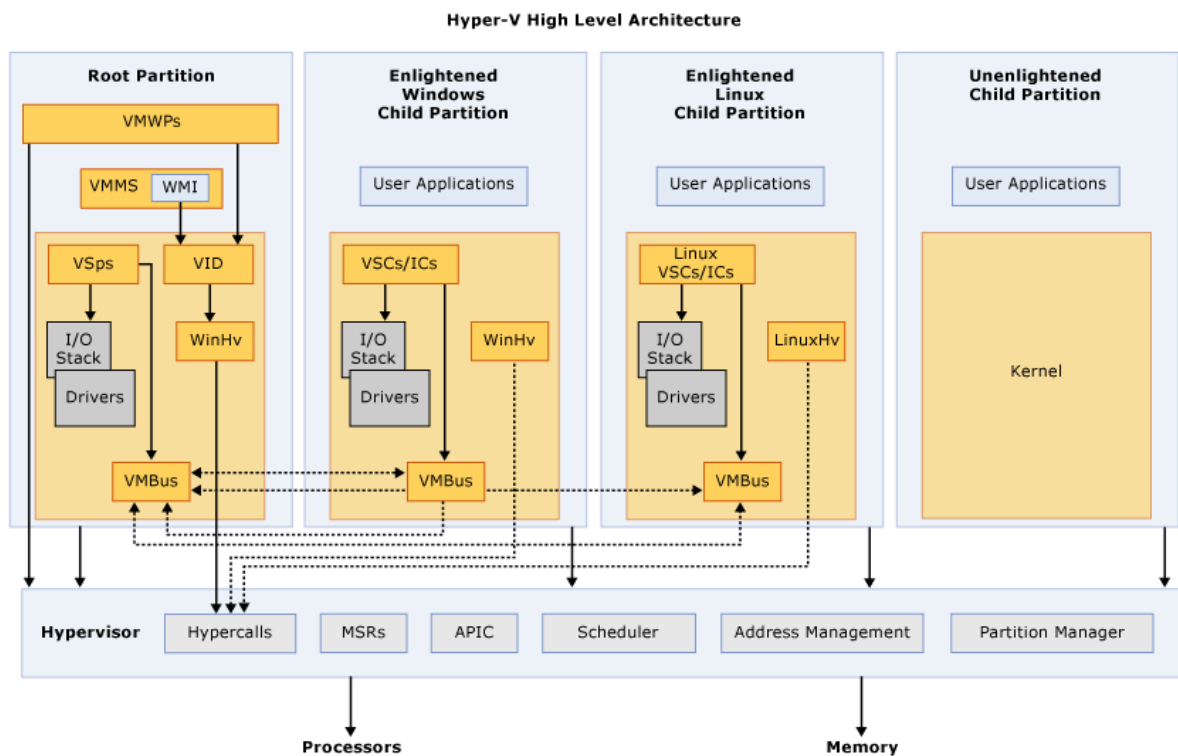 Hyper-V High Level Architecture
Root Partition
VMWPs
VMMS
WMI
VSps
VID
I/O
Stack
Drivers
WinHv
VMBus
Enlightened
Windows
Child Partition
User Applications
VSCs/ICs
I/O
Stack
Drivers
WinHv
VMBus
Enlightened
Linux
Child Partition
User Applications
Linux
VSCs/ICs
I/O
Stack
Drivers
LinuxHv
VMBus
Unenlightened
Child Partition
User Applications
Kernel
Hypervisor
Hypercalls
MSRs
APIC
Scheduler
Address Management
Partition Manager
Processors
Memory